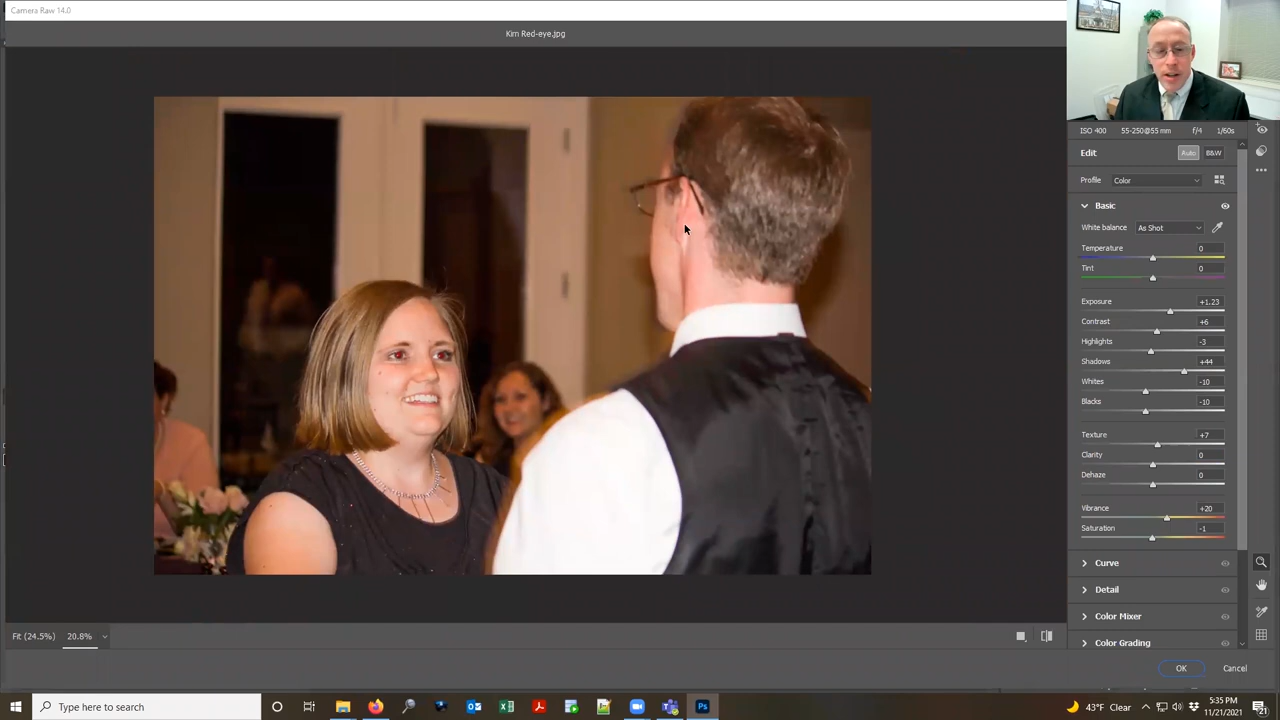 Camera Raw 14.0
Kim Red-eye.jpg
ISO 400 55-250@55 mm f/4 1/60s
Edit Auto B&W
Profile Color
Basic
White balance As Shot
Temperature 0
Tint 0
Exposure +1.23
Contrast +6
Highlights -3
Shadows +44
Whites -10
Blacks -10
Texture +7
Clarity 0
Dehaze 0
Vibrance +20
Saturation -1
Curve
Detail
Color Mixer
Color Grading
Fit (24.5%) 20.8%
OK Cancel
Type here to search
Ps
43°F Clear
5:35 PM
11/21/2021